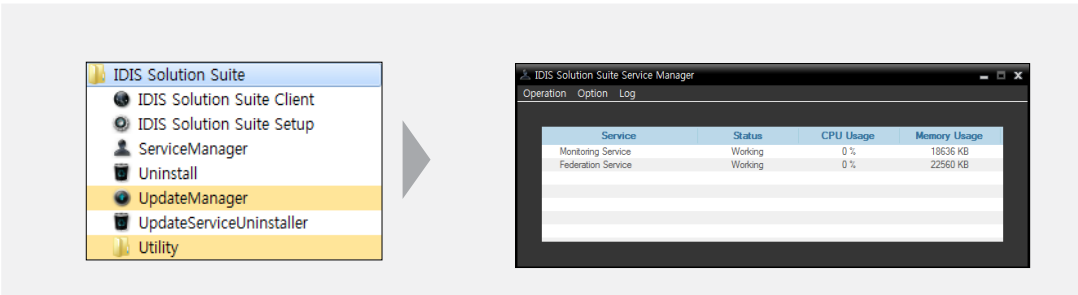 IDIS Solution Suite
IDIS Solution Suite Client
IDIS Solution Suite Setup
ServiceManager
Uninstall
UpdateManager
UpdateServiceUninstaller
Utility
IDIS Solution Suite Service Manager
Operation Option Log
Service Status CPU Usage Memory Usage
Monitoring Service Working 0 % 18636 KB
Federation Service Working 0 % 22560 KB